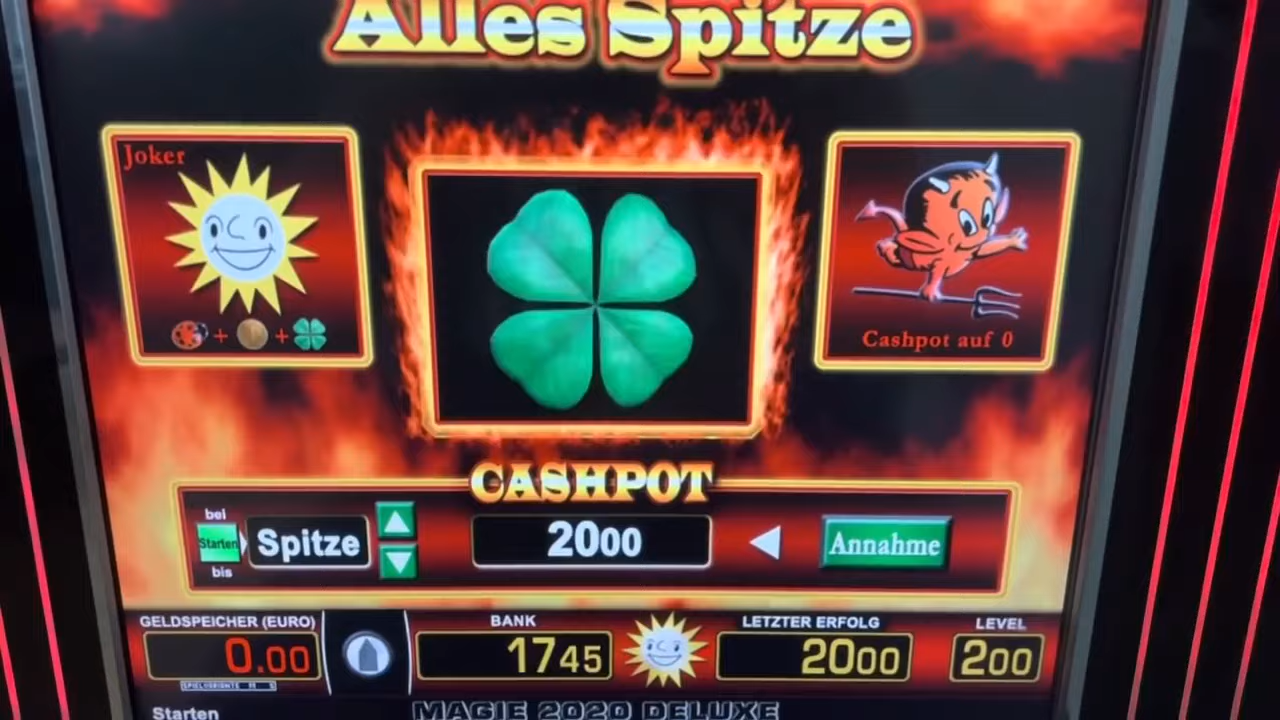 Alles Spitze
Joker
+ +
Cashpot auf 0
CASHPOT
bei
Starten
bis
Spitze
2000
Annahme
GELDSPEICHER (EURO)
BANK
LETZTER ERFOLG
LEVEL
0.00
1745
2000
200
Starten
MAGIE 2020 DELUXE